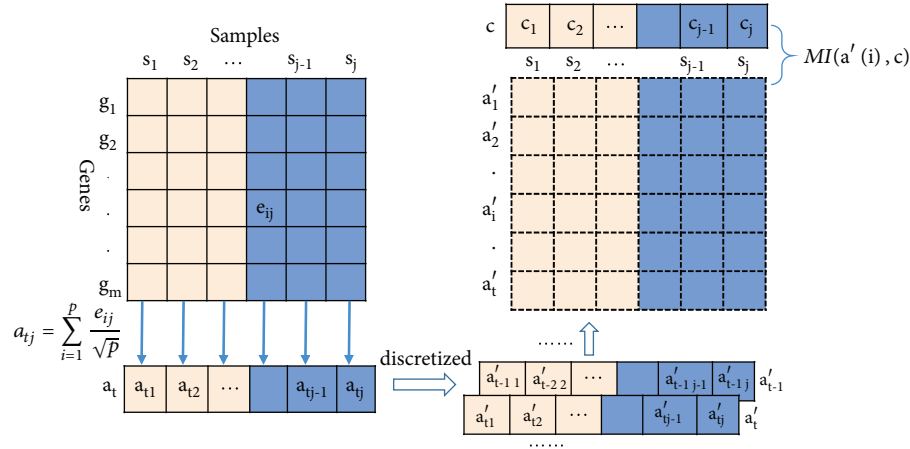 Samples
s1 s2 ... sj-1 sj
Genes
g1
g2
.
.
.
gm
eij
atj = ∑ i=1 p eij / √p
at at1 at2 ... atj-1 atj
discretized
c c1 c2 ... cj-1 cj
s1 s2 ... sj-1 sj
MI(a′ (i) , c)
a′1
a′2
.
a′i
.
a′t
......
a′t-1 1 a′t-2 2 ... a′t-1 j-1 a′t-1 j a′t-1
a′t1 a′t2 ... a′tj-1 a′tj a′t
......